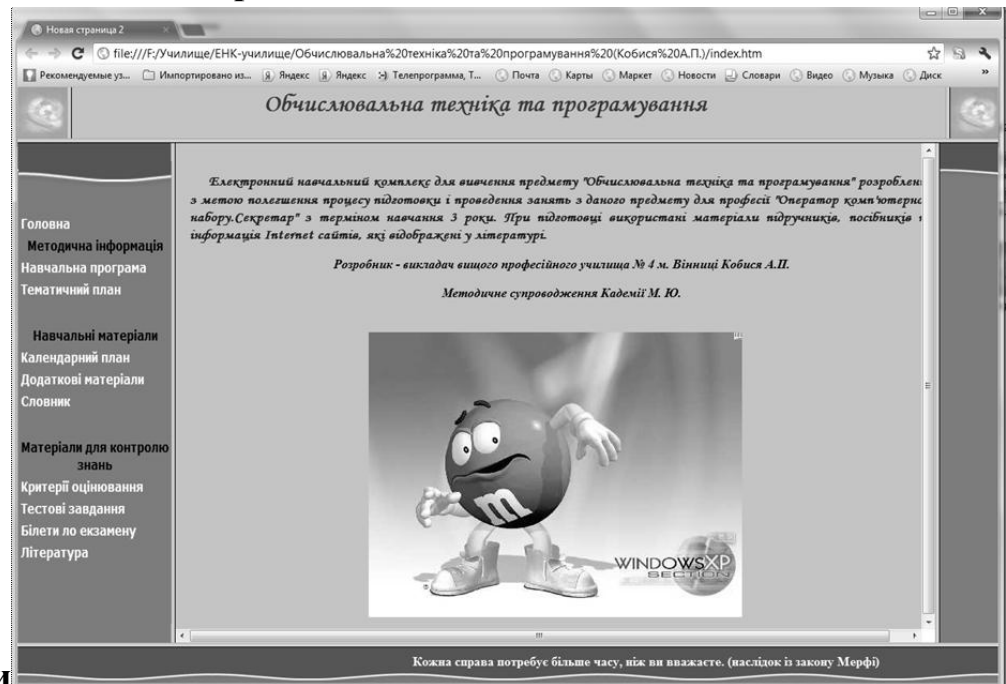 Новая страница 2
file:///F:/Училище/ЕНК-училище/Обчислювальна%20техніка%20та%20програмування%20(Кобися%20А.П.)/index.htm
Рекомендуемые уз... Импортировано из... Яндекс Яндекс Телепрограмма, Т... Почта Карты Маркет Новости Словари Видео Музыка Диск »
Обчислювальна техніка та програмування
Електронний навчальний комплекс для вивчення предмету "Обчислювальна техніка та програмування" розроблен
з метою полегшення процесу підготовки і проведення занять з даного предмету для професії "Оператор комп'ютерно
набору.Секретар" з терміном навчання 3 роки. При підготовці використані матеріали підручників, посібників
інформація Internet сайтів, які відображені у літературі.
Розробник - викладач вищого професійного училища № 4 м. Вінниці Кобися А.П.
Методичне супроводження Кадемії М. Ю.
Головна
Методична інформація
Навчальна програма
Тематичний план
Навчальні матеріали
Календарний план
Додаткові матеріали
Словник
Матеріали для контролю
знань
Критерії оцінювання
Тестові завдання
Білети ло екзамену
Література
m
WINDOWSXP
SECTION
Кожна справа потребує більше часу, ніж ви вважаєте. (наслідок із закону Мерфі)
и